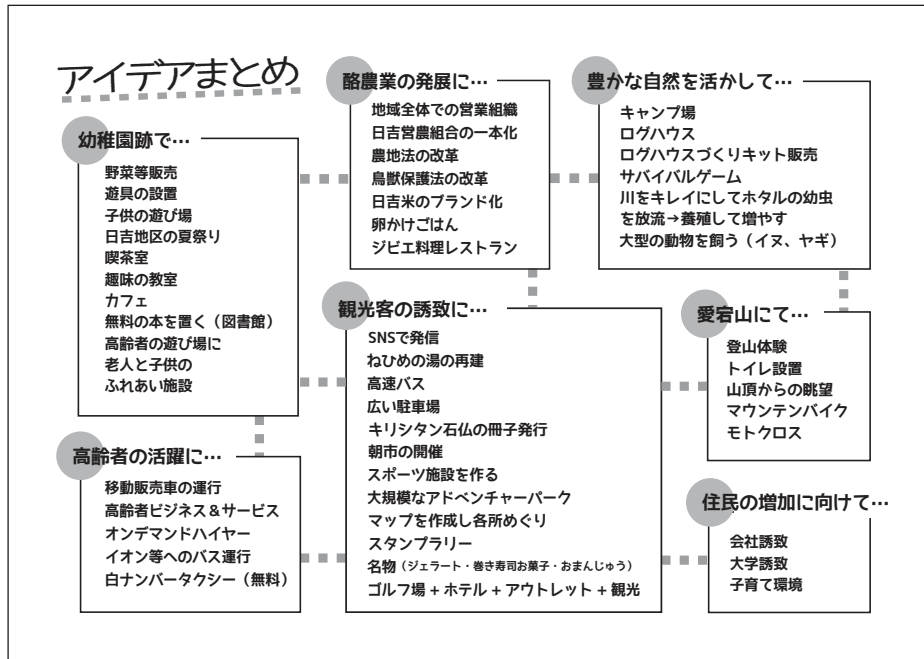 アイデアまとめ
幼稚園跡で…
野菜等販売
遊具の設置
子供の遊び場
日吉地区の夏祭り
喫茶室
趣味の教室
カフェ
無料の本を置く（図書館）
高齢者の遊び場に
老人と子供の
ふれあい施設
高齢者の活躍に…
移動販売車の運行
高齢者ビジネス＆サービス
オンデマンドハイヤー
イオン等へのバス運行
白ナンバータクシー（無料）
酪農業の発展に…
地域全体での営業組織
日吉営農組合の一本化
農地法の改革
鳥獣保護法の改革
日吉米のブランド化
卵かけごはん
ジビエ料理レストラン
観光客の誘致に…
SNSで発信
ねひめの湯の再建
高速バス
広い駐車場
キリシタン石仏の冊子発行
朝市の開催
スポーツ施設を作る
大規模なアドベンチャーパーク
マップを作成し各所めぐり
スタンプラリー
名物（ジェラート・巻き寿司お菓子・おまんじゅう）
ゴルフ場 + ホテル + アウトレット + 観光
豊かな自然を活かして…
キャンプ場
ログハウス
ログハウスづくりキット販売
サバイバルゲーム
川をキレイにしてホタルの幼虫
を放流→養殖して増やす
大型の動物を飼う（イヌ、ヤギ）
愛宕山にて…
登山体験
トイレ設置
山頂からの眺望
マウンテンバイク
モトクロス
住民の増加に向けて…
会社誘致
大学誘致
子育て環境